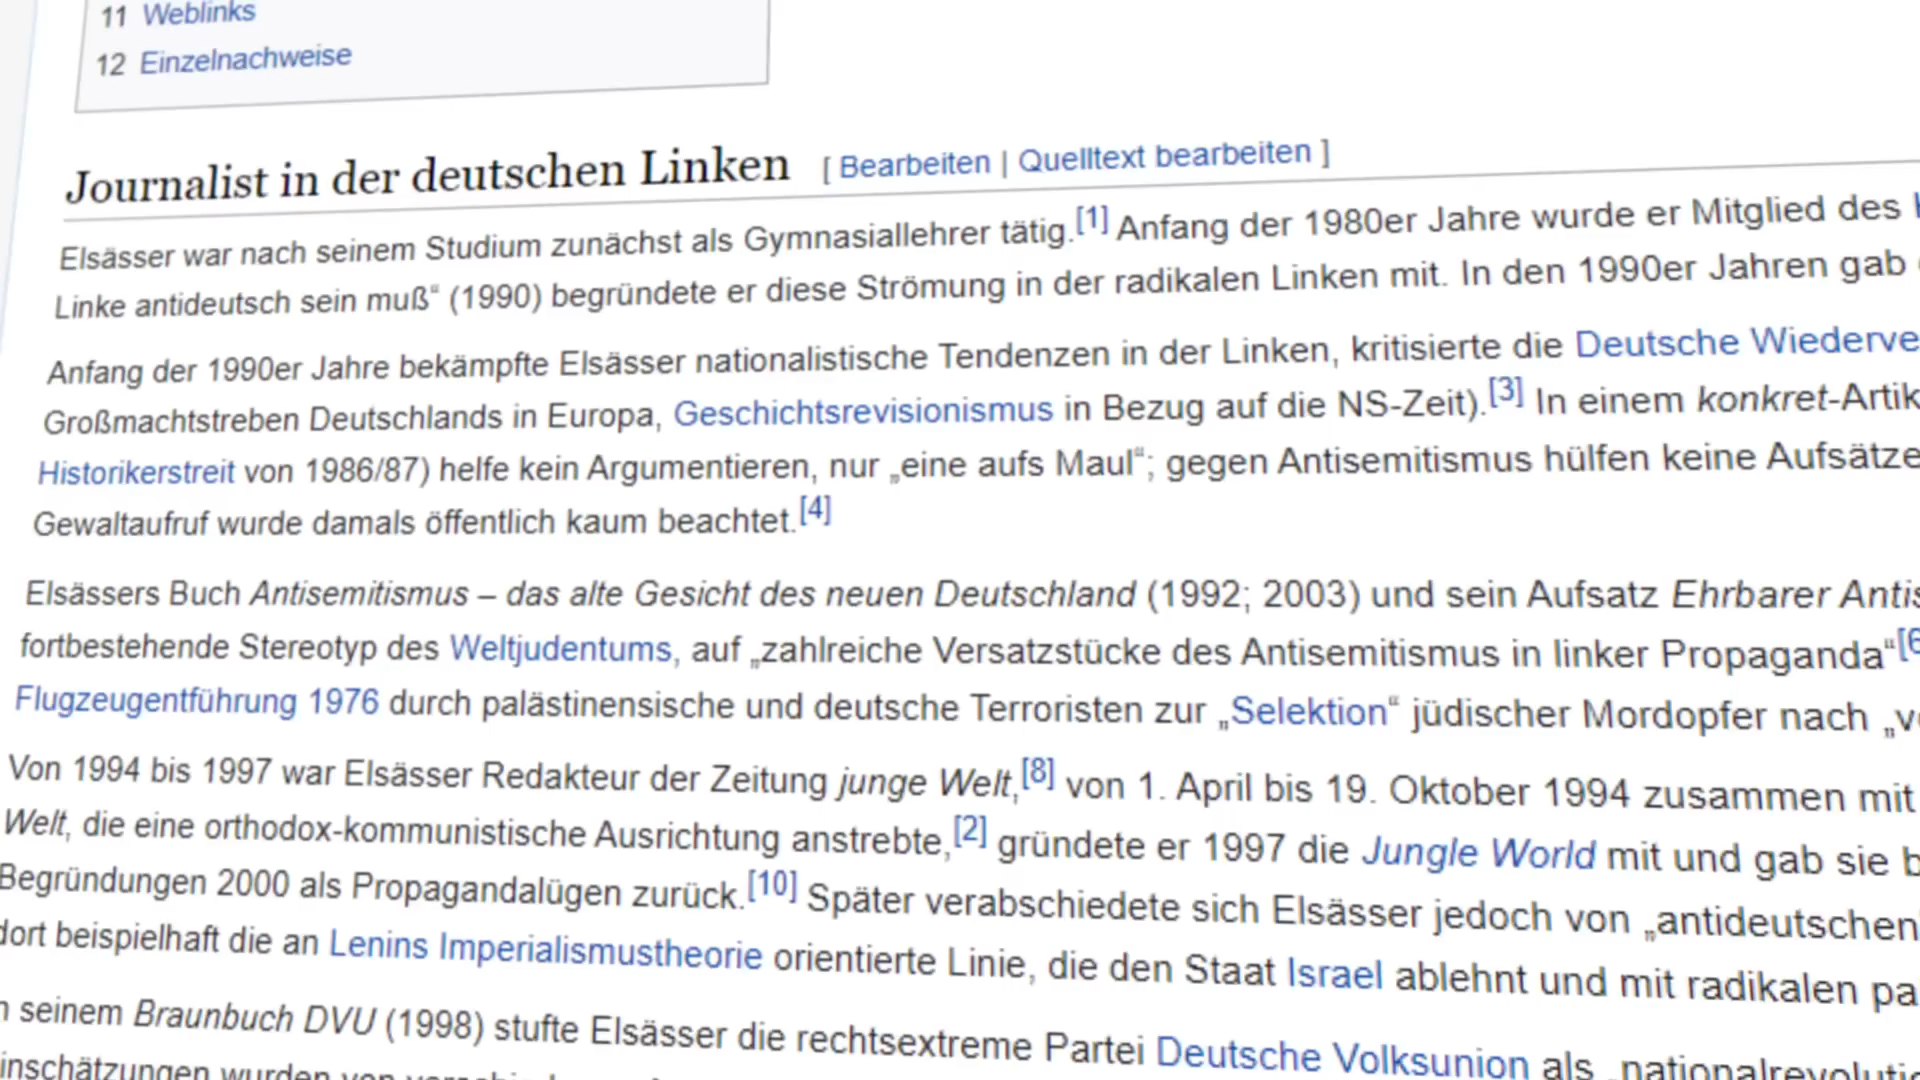 11 Weblinks
12 Einzelnachweise
Journalist in der deutschen Linken [ Bearbeiten | Quelltext bearbeiten ]
Elsässer war nach seinem Studium zunächst als Gymnasiallehrer tätig.[1] Anfang der 1980er Jahre wurde er Mitglied des
Linke antideutsch sein muß“ (1990) begründete er diese Strömung in der radikalen Linken mit. In den 1990er Jahren gab
Anfang der 1990er Jahre bekämpfte Elsässer nationalistische Tendenzen in der Linken, kritisierte die Deutsche Wiederve
Großmachtstreben Deutschlands in Europa, Geschichtsrevisionismus in Bezug auf die NS-Zeit).[3] In einem konkret-Artik
Historikerstreit von 1986/87) helfe kein Argumentieren, nur „eine aufs Maul“; gegen Antisemitismus hülfen keine Aufsätze
Gewaltaufruf wurde damals öffentlich kaum beachtet.[4]
Elsässers Buch Antisemitismus – das alte Gesicht des neuen Deutschland (1992; 2003) und sein Aufsatz Ehrbarer Antis
fortbestehende Stereotyp des Weltjudentums, auf „zahlreiche Versatzstücke des Antisemitismus in linker Propaganda“[6
Flugzeugentführung 1976 durch palästinensische und deutsche Terroristen zur „Selektion“ jüdischer Mordopfer nach „v
Von 1994 bis 1997 war Elsässer Redakteur der Zeitung junge Welt,[8] von 1. April bis 19. Oktober 1994 zusammen mit
Welt, die eine orthodox-kommunistische Ausrichtung anstrebte,[2] gründete er 1997 die Jungle World mit und gab sie b
Begründungen 2000 als Propagandalügen zurück.[10] Später verabschiedete sich Elsässer jedoch von „antideutschen
dort beispielhaft die an Lenins Imperialismustheorie orientierte Linie, die den Staat Israel ablehnt und mit radikalen pa
n seinem Braunbuch DVU (1998) stufte Elsässer die rechtsextreme Partei Deutsche Volksunion als „nationalrevoluti
inschätzungen wurden von